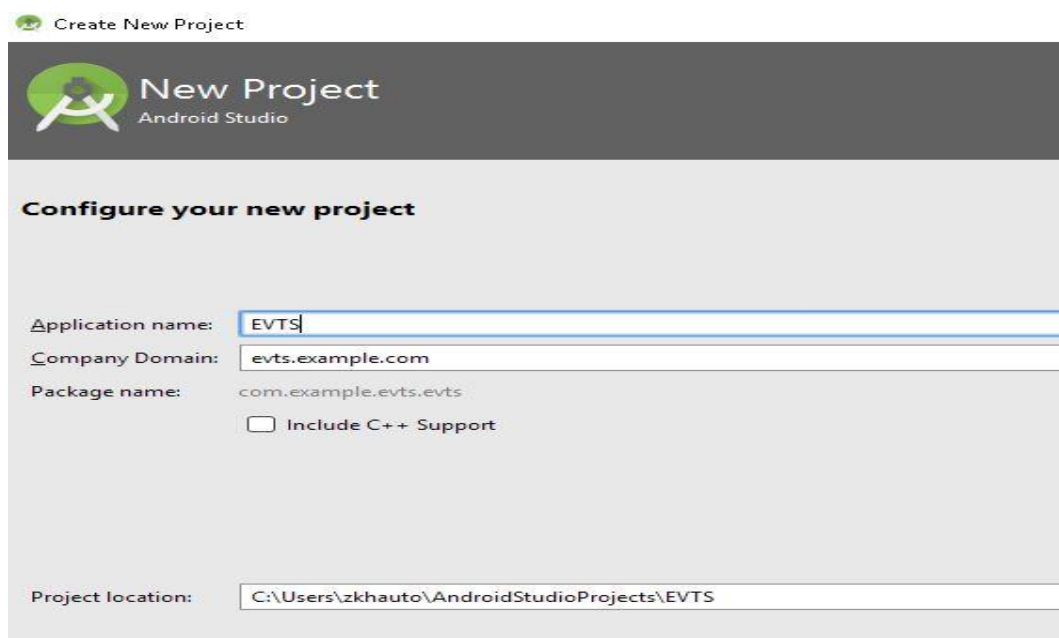 Create New Project
New Project
Android Studio
Configure your new project
Application name: EVTS
Company Domain: evts.example.com
Package name: com.example.evts.evts
Include C++ Support
Project location: C:\Users\zkhauto\AndroidStudioProjects\EVTS